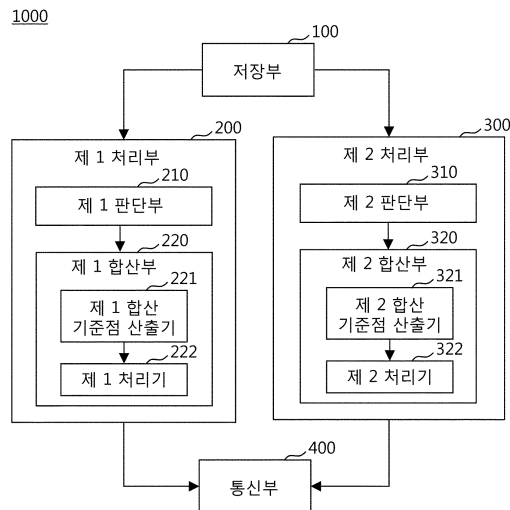 1000
100
저장부
200
제 1 처리부
210
제 1 판단부
220
제 1 합산부
221
제 1 합산
기준점 산출기
222
제 1 처리기
300
제 2 처리부
310
제 2 판단부
320
제 2 합산부
321
제 2 합산
기준점 산출기
322
제 2 처리기
400
통신부